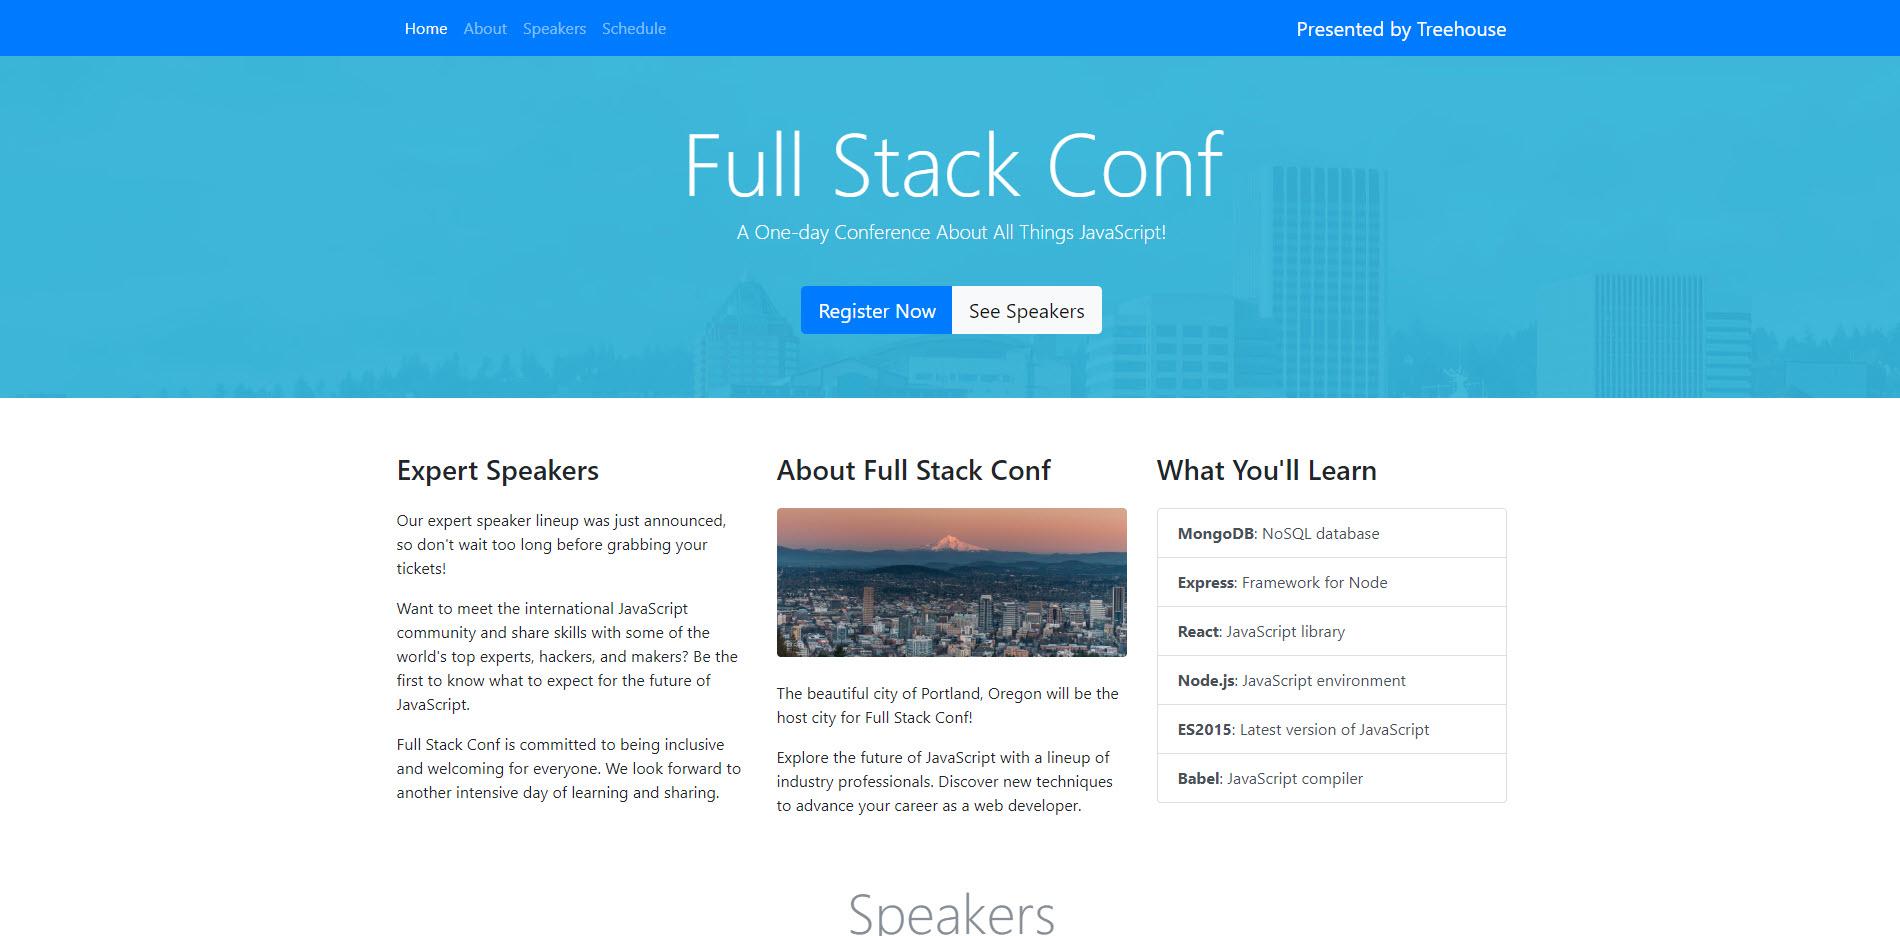 Home About Speakers Schedule
Presented by Treehouse
Full Stack Conf
A One-day Conference About All Things JavaScript!
Register Now
See Speakers
Expert Speakers
Our expert speaker lineup was just announced,
so don't wait too long before grabbing your
tickets!
Want to meet the international JavaScript
community and share skills with some of the
world's top experts, hackers, and makers? Be the
first to know what to expect for the future of
JavaScript.
Full Stack Conf is committed to being inclusive
and welcoming for everyone. We look forward to
another intensive day of learning and sharing.
About Full Stack Conf
The beautiful city of Portland, Oregon will be the
host city for Full Stack Conf!
Explore the future of JavaScript with a lineup of
industry professionals. Discover new techniques
to advance your career as a web developer.
What You'll Learn
MongoDB: NoSQL database
Express: Framework for Node
React: JavaScript library
Node.js: JavaScript environment
ES2015: Latest version of JavaScript
Babel: JavaScript compiler
Speakers